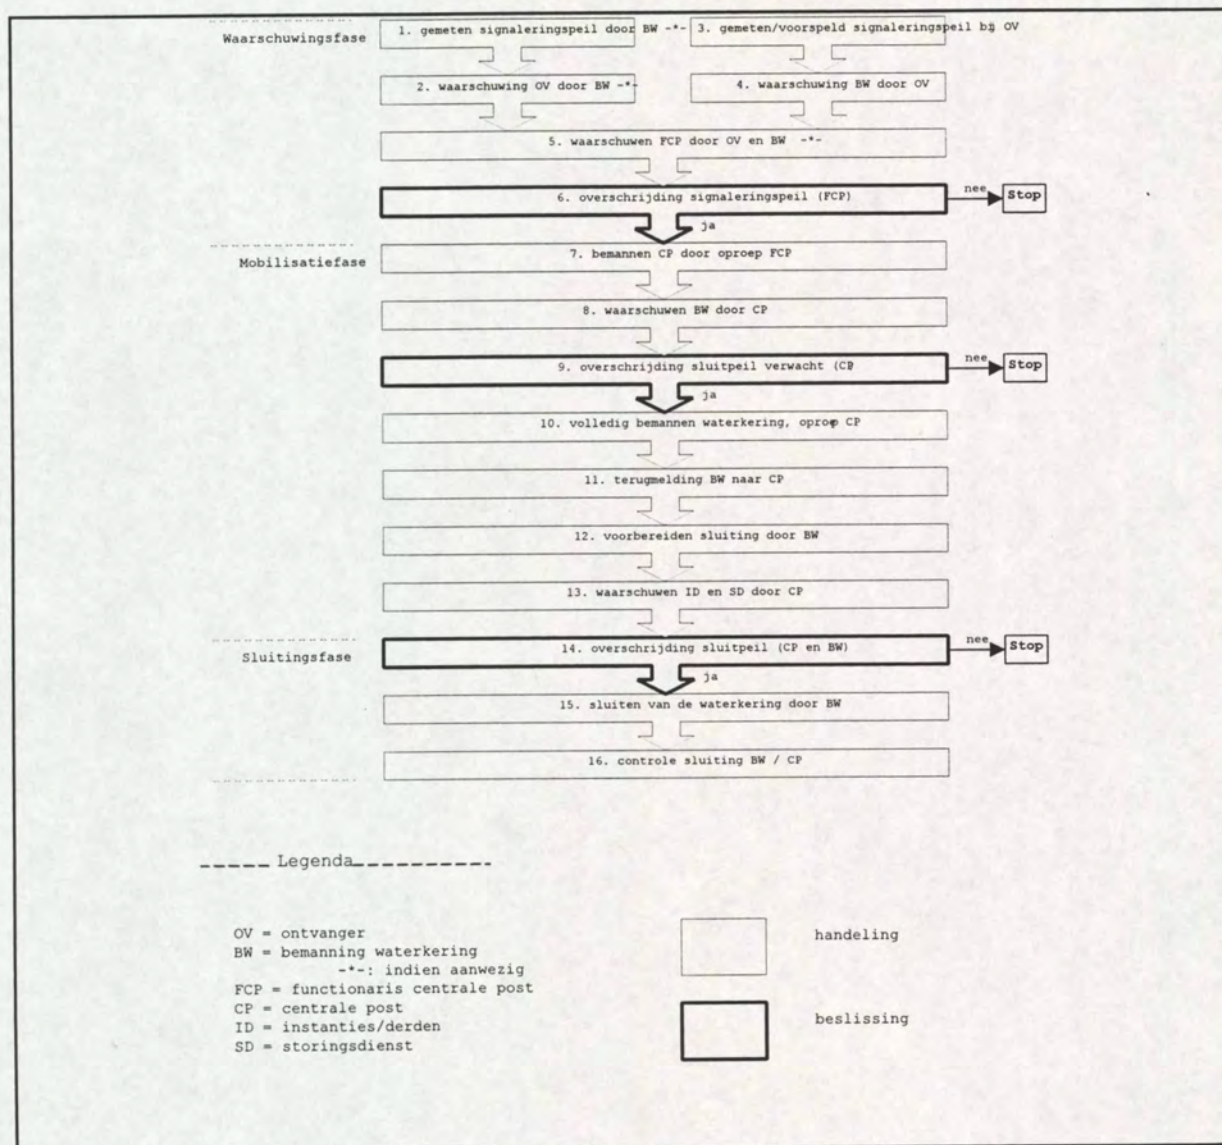 Waarschuwingsfase
1. gemeten signaleringspeil door BW -*-
3. gemeten/voorspeld signaleringspeil bij OV
2. waarschuwing OV door BW -*-
4. waarschuwing BW door OV
5. waarschuwen FCP door OV en BW -*-
6. overschrijding signaleringspeil (FCP)
nee
Stop
ja
Mobilisatiefase
7. bemannen CP door oproep FCP
8. waarschuwen BW door CP
9. overschrijding sluitpeil verwacht (CP
nee
Stop
ja
10. volledig bemannen waterkering, oproep CP
11. terugmelding BW naar CP
12. voorbereiden sluiting door BW
13. waarschuwen ID en SD door CP
Sluitingsfase
14. overschrijding sluitpeil (CP en BW)
nee
Stop
ja
15. sluiten van de waterkering door BW
16. controle sluiting BW / CP
Legenda
OV = ontvanger
BW = bemanning waterkering
-*-: indien aanwezig
FCP = functionaris centrale post
CP = centrale post
ID = instanties/derden
SD = storingsdienst
handeling
beslissing